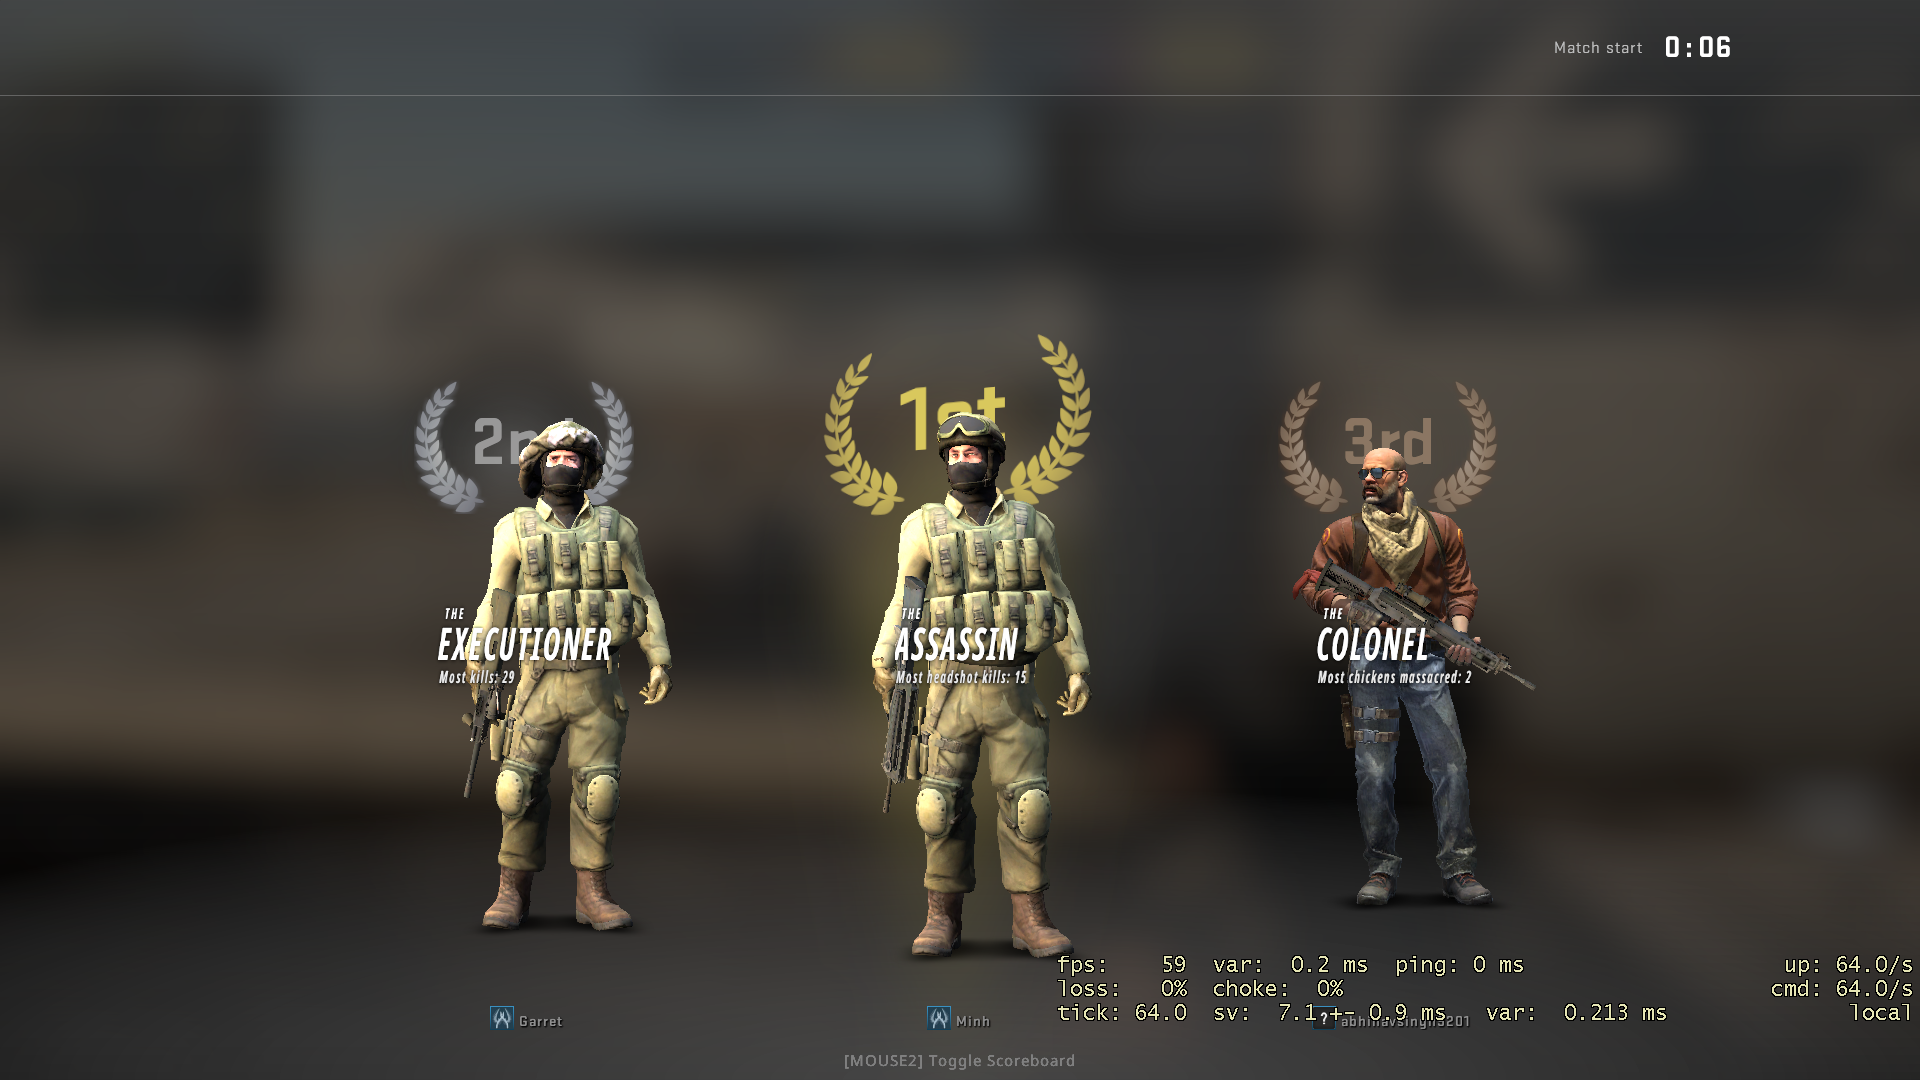 Match start 0:06
2nd
1st
3rd
THE
EXECUTIONER
Most kills: 29
THE
ASSASSIN
Most headshot kills: 15
THE
COLONEL
Most chickens massacred: 2
fps: 59 var: 0.2 ms ping: 0 ms
loss: 0% choke: 0%
tick: 64.0 sv: 7.1 +- 0.9 ms var: 0.213 ms
up: 64.0/s
cmd: 64.0/s
local
Garret
Minh
? abhinavsingh3201
[MOUSE2] Toggle Scoreboard